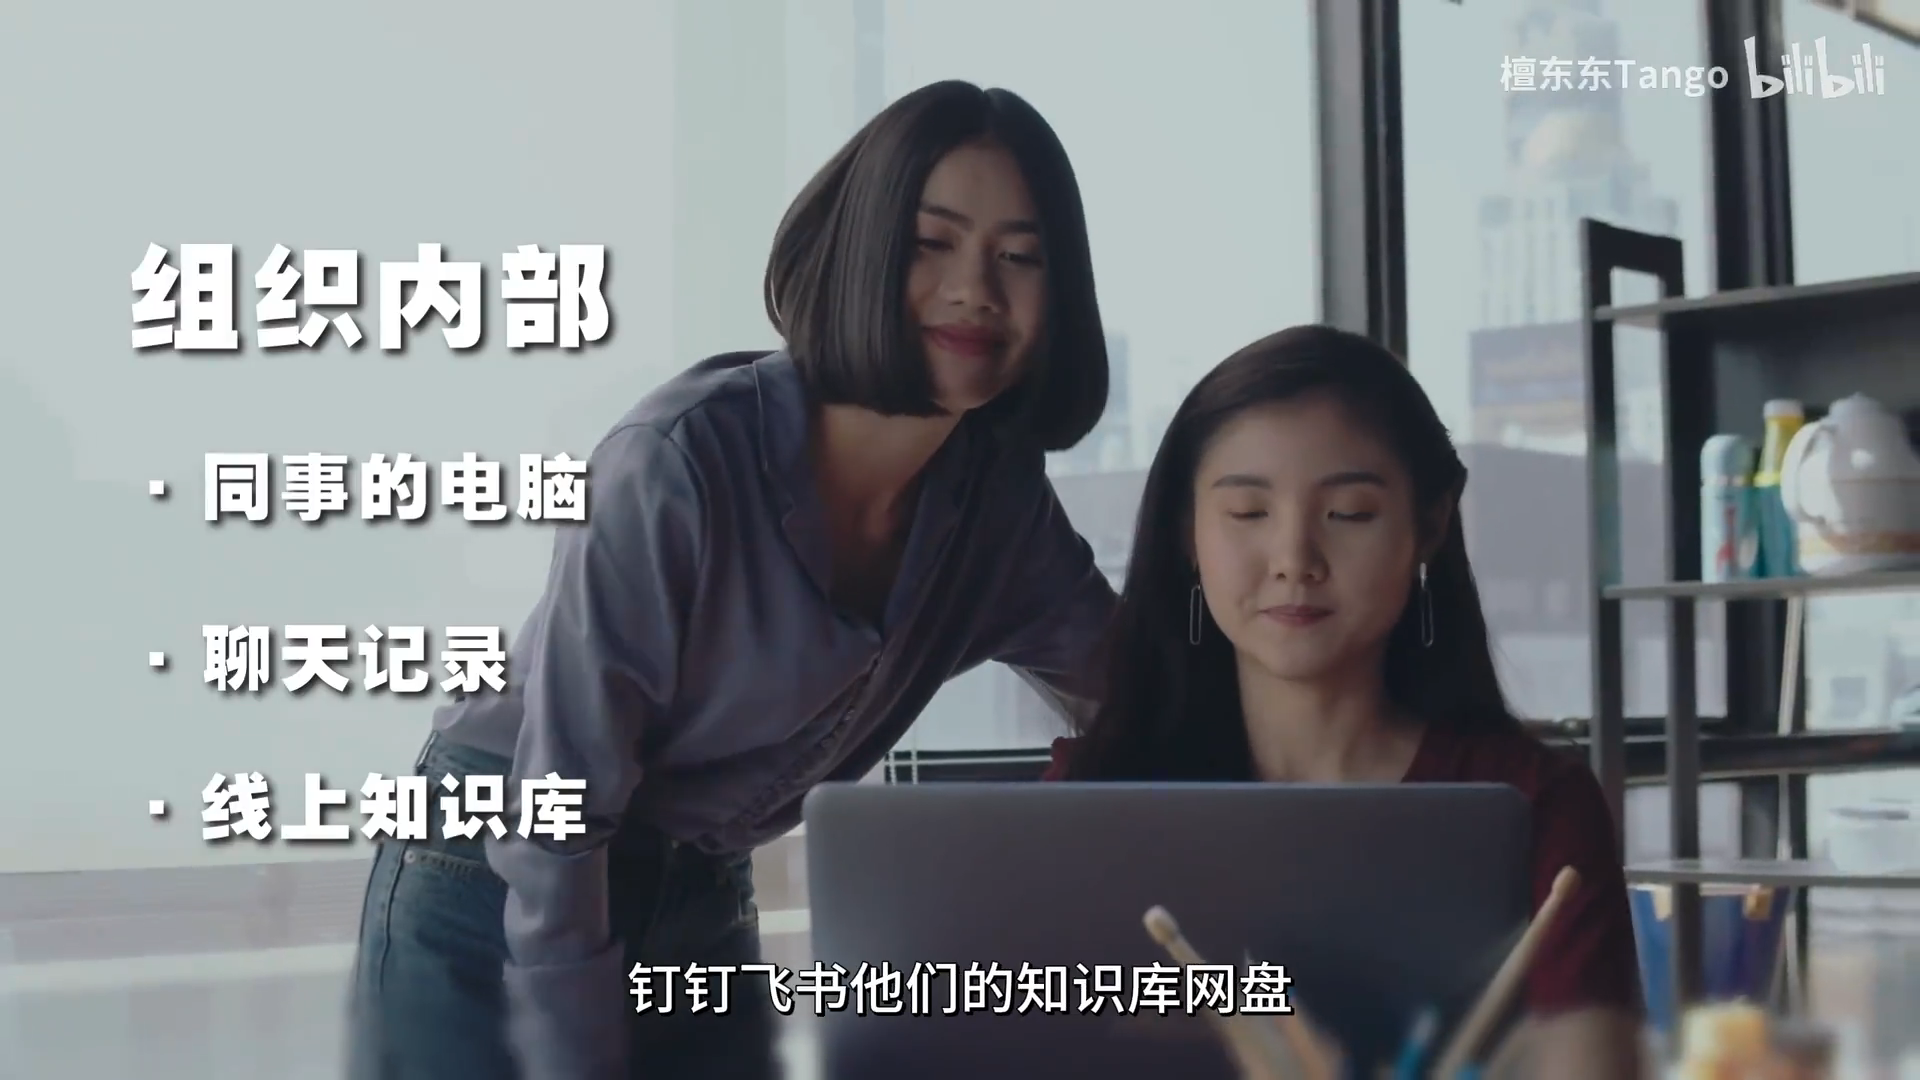 檀东东Tango bilibili
组织内部
· 同事的电脑
· 聊天记录
· 线上知识库
钉钉飞书他们的知识库网盘